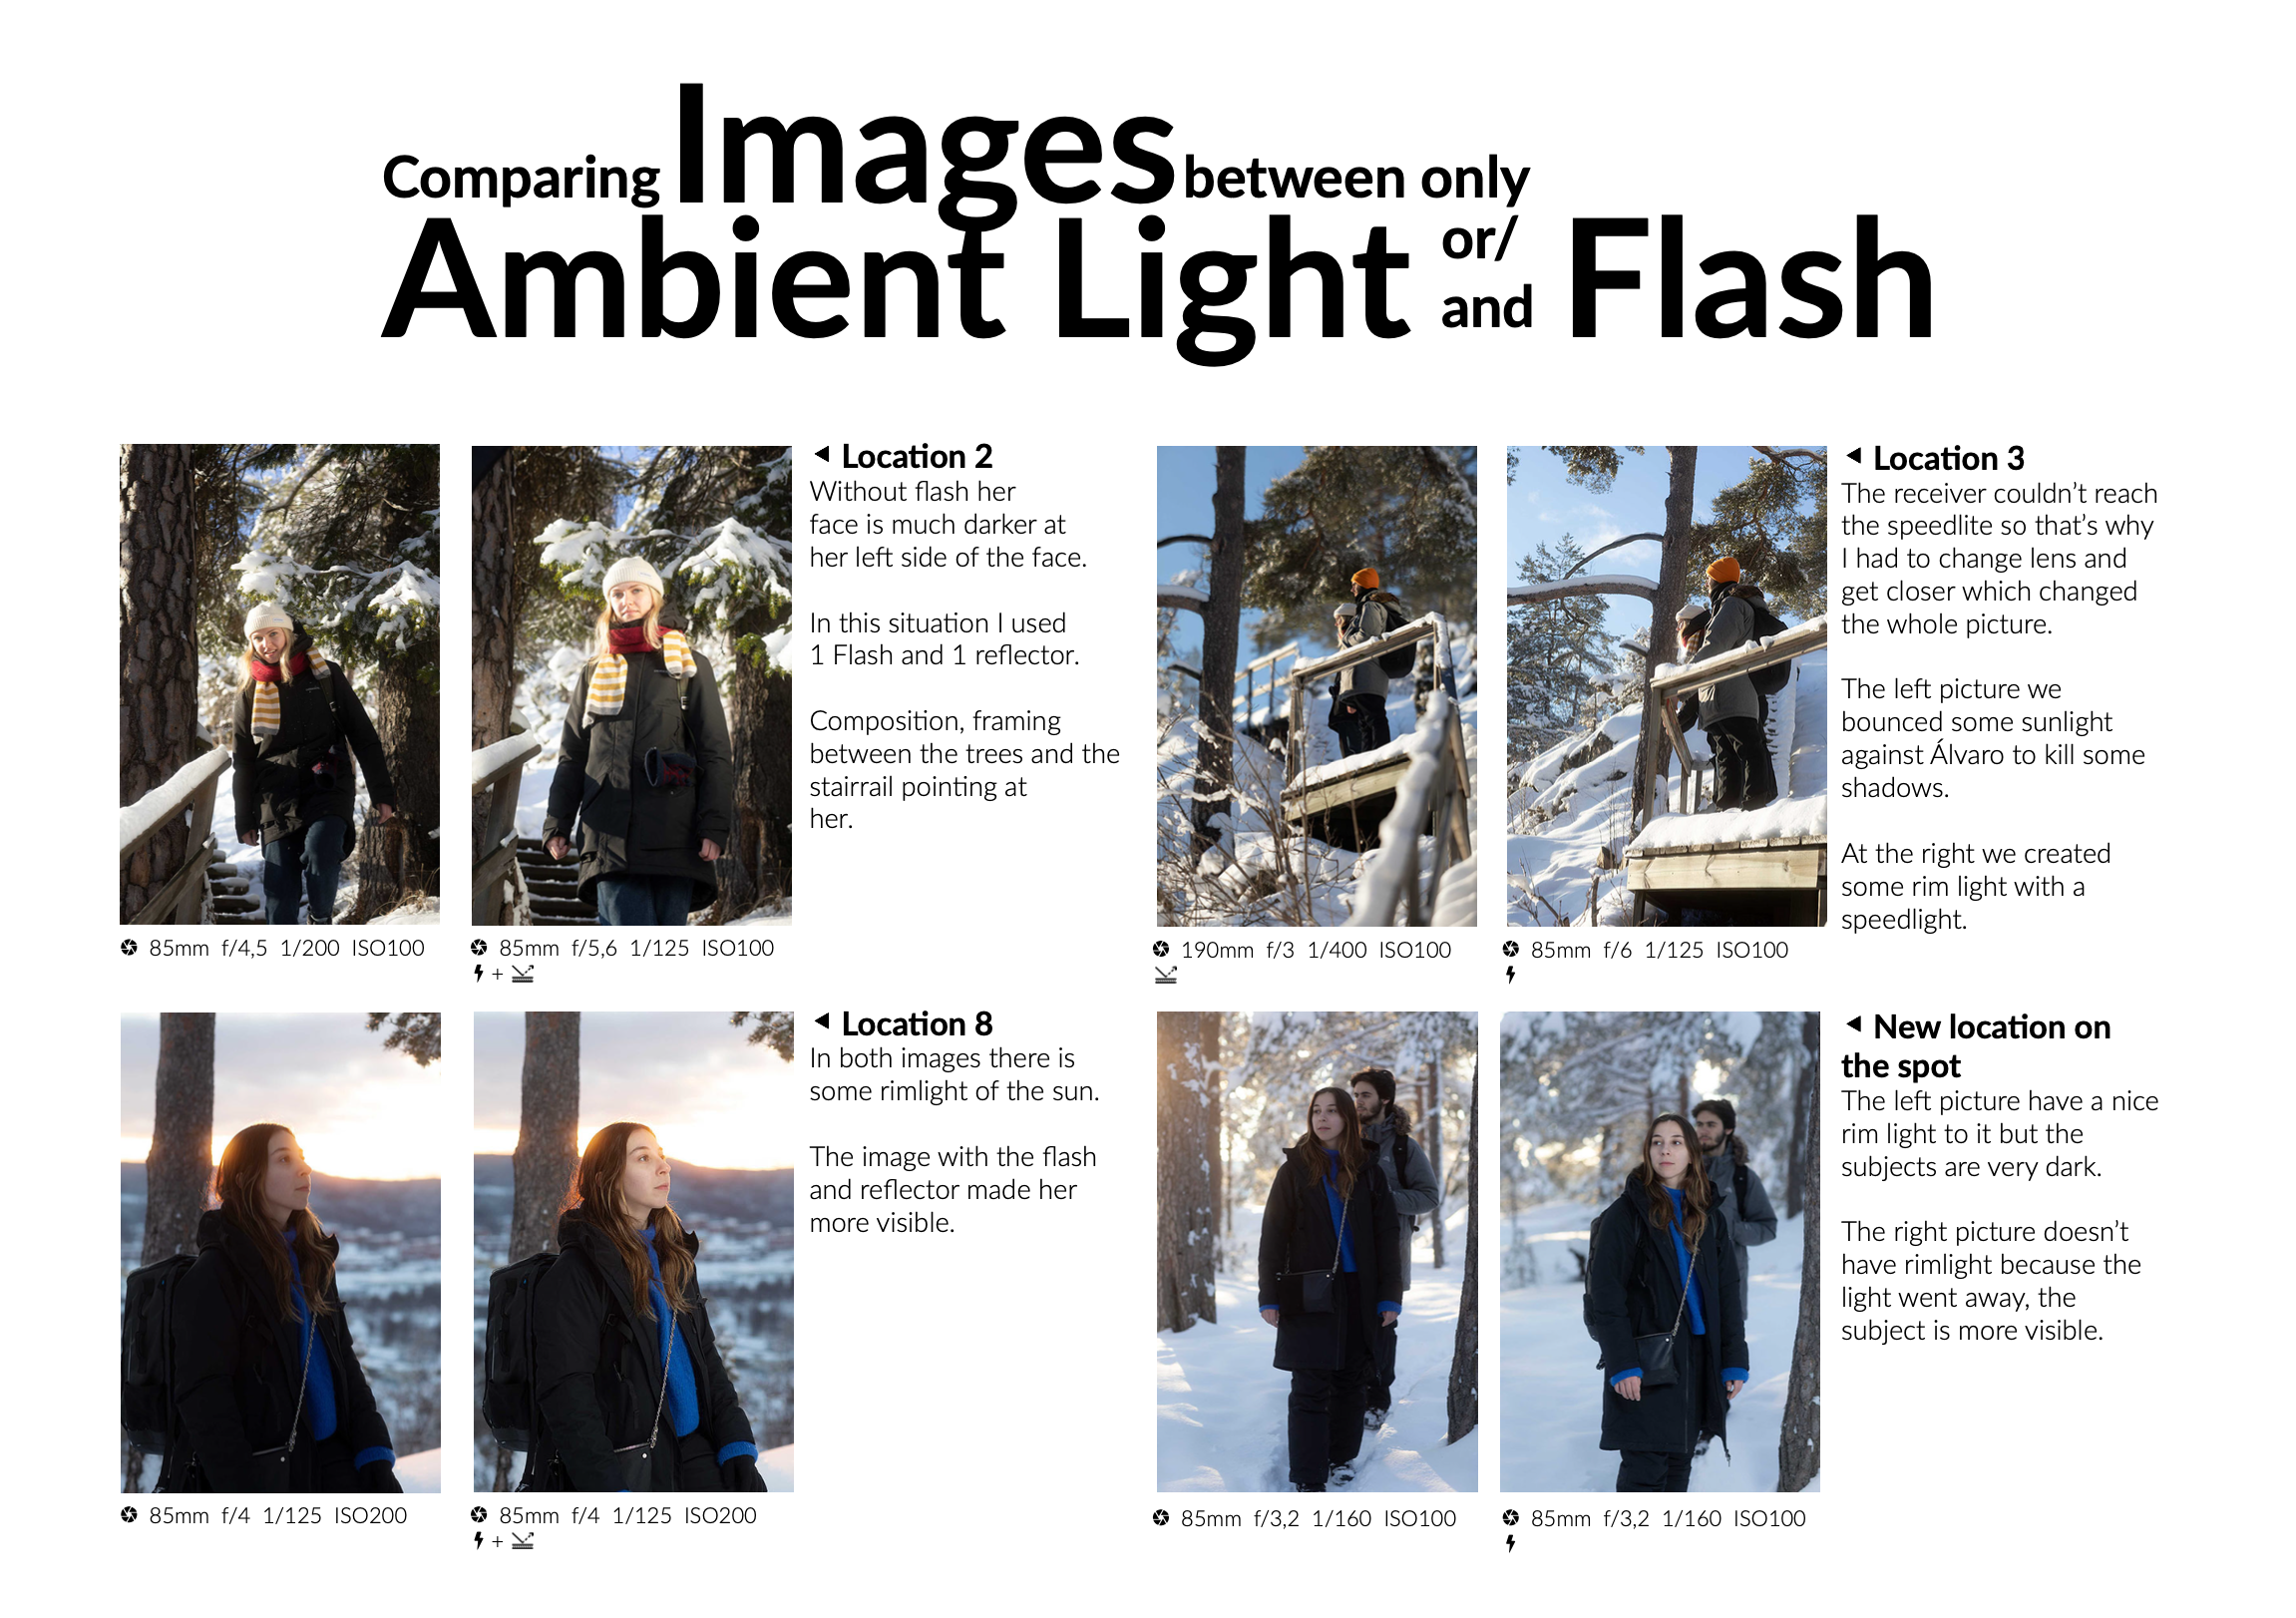 Comparing Images between only
Ambient Light or/ and Flash
◄ Location 2
Without flash her
face is much darker at
her left side of the face.
In this situation I used
1 Flash and 1 reflector.
Composition, framing
between the trees and the
stairrail pointing at
her.
85mm f/4,5 1/200 ISO100
85mm f/5,6 1/125 ISO100
+
◄ Location 3
The receiver couldn't reach
the speedlite so that's why
I had to change lens and
get closer which changed
the whole picture.
The left picture we
bounced some sunlight
against Álvaro to kill some
shadows.
At the right we created
some rim light with a
speedlight.
190mm f/3 1/400 ISO100
85mm f/6 1/125 ISO100
◄ Location 8
In both images there is
some rimlight of the sun.
The image with the flash
and reflector made her
more visible.
85mm f/4 1/125 ISO200
85mm f/4 1/125 ISO200
+
◄ New location on
the spot
The left picture have a nice
rim light to it but the
subjects are very dark.
The right picture doesn't
have rimlight because the
light went away, the
subject is more visible.
85mm f/3,2 1/160 ISO100
85mm f/3,2 1/160 ISO100